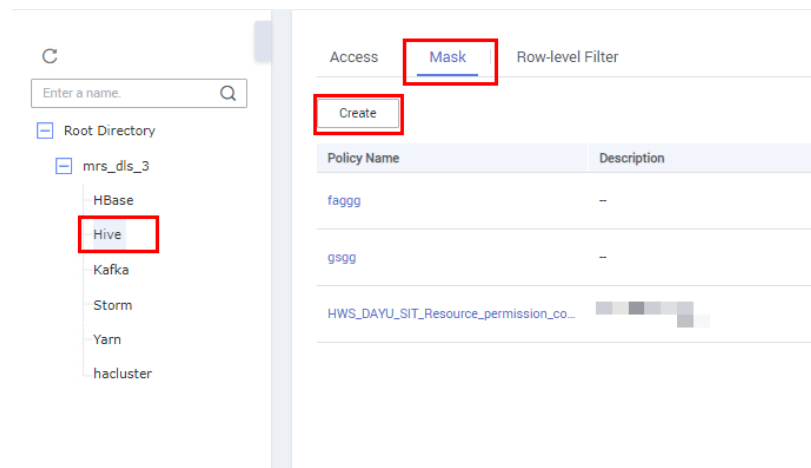 Enter a name.
Root Directory
mrs_dls_3
HBase
Hive
Kafka
Storm
Yarn
hacluster
Access Mask Row-level Filter
Create
Policy Name Description
faggg --
gsgg --
HWS_DAYU_SIT_Resource_permission_co...